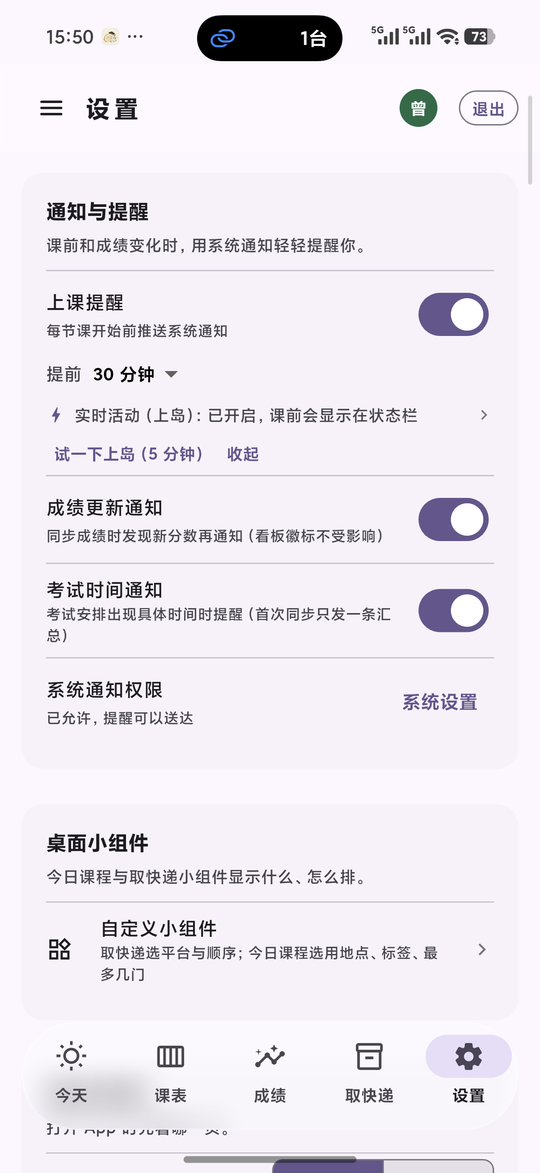 15:50 ···
1台
5G 5G 73
设置
曾
退出
通知与提醒
课前和成绩变化时，用系统通知轻轻提醒你。
上课提醒
每节课开始前推送系统通知
提前 30 分钟
实时活动（上岛）：已开启，课前会显示在状态栏
试一下上岛（5 分钟） 收起
成绩更新通知
同步成绩时发现新分数再通知（看板徽标不受影响）
考试时间通知
考试安排出现具体时间时提醒（首次同步只发一条汇
总）
系统通知权限
已允许，提醒可以送达
系统设置
桌面小组件
今日课程与取快递小组件显示什么、怎么排。
自定义小组件
取快递选平台与顺序；今日课程选用地点、标签、最
多几门
今天 课表 成绩 取快递 设置
打开 App 时先看哪一页。